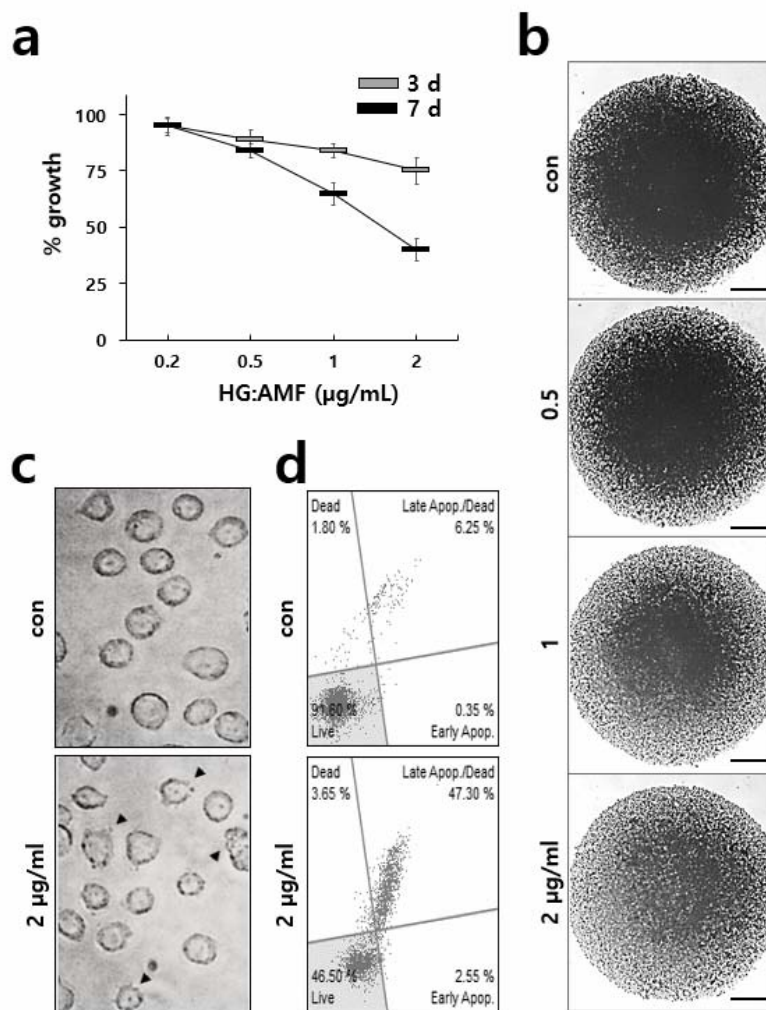 a
3 d
7 d
100
75
50
25
0
% growth
0.2 0.5 1 2
HG:AMF (µg/mL)
b
con
0.5
1
2 µg/ml
c
con
2 µg/ml
d
con
Dead Late Apop./Dead
1.80 % 6.25 %
91.60 % 0.35 %
Live Early Apop.
2 µg/ml
Dead Late Apop./Dead
3.65 % 47.30 %
46.50 % 2.55 %
Live Early Apop.